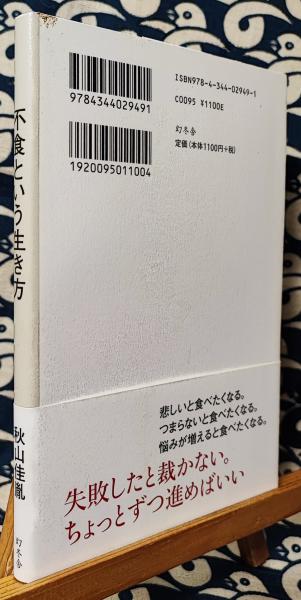 不食という生き方
秋山佳胤
幻冬舎
9784344029491
1920095011004
ISBN978-4-344-02949-1
C0095 ¥1100E
幻冬舎
定価(本体1100円+税)
悲しいと食べたくなる。
つまらないと食べたくなる。
悩みが増えると食べたくなる。
失敗したと裁かない。
ちょっとずつ進めばいい